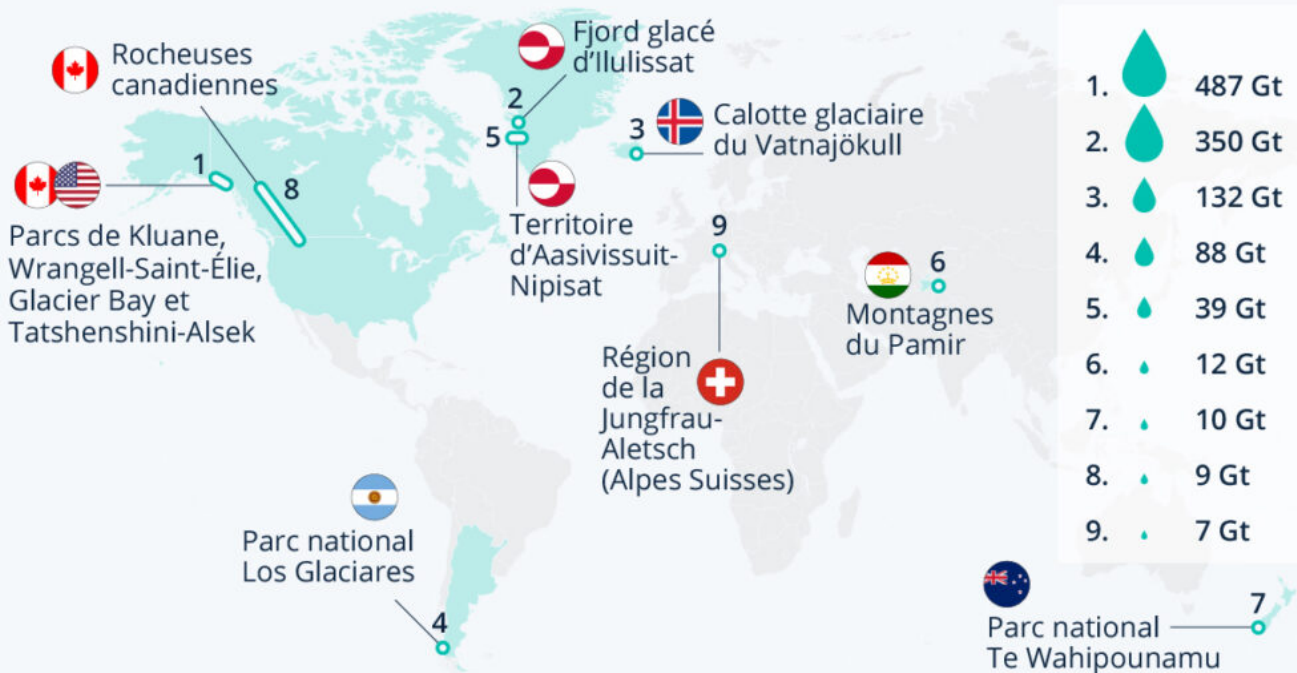 Rocheuses
canadiennes
Fjord glacé
d'Ilulissat
2
5
3
Calotte glaciaire
du Vatnajökull
1
8
Parcs de Kluane,
Wrangell-Saint-Élie,
Glacier Bay et
Tatshenshini-Alsek
Territoire
d'Aasivissuit-
Nipisat
9
Région
de la
Jungfrau-
Aletsch
(Alpes Suisses)
6
Montagnes
du Pamir
Parc national
Los Glaciares
4
7
Parc national
Te Wahipounamu
1. 487 Gt
2. 350 Gt
3. 132 Gt
4. 88 Gt
5. 39 Gt
6. 12 Gt
7. 10 Gt
8. 9 Gt
9. 7 Gt